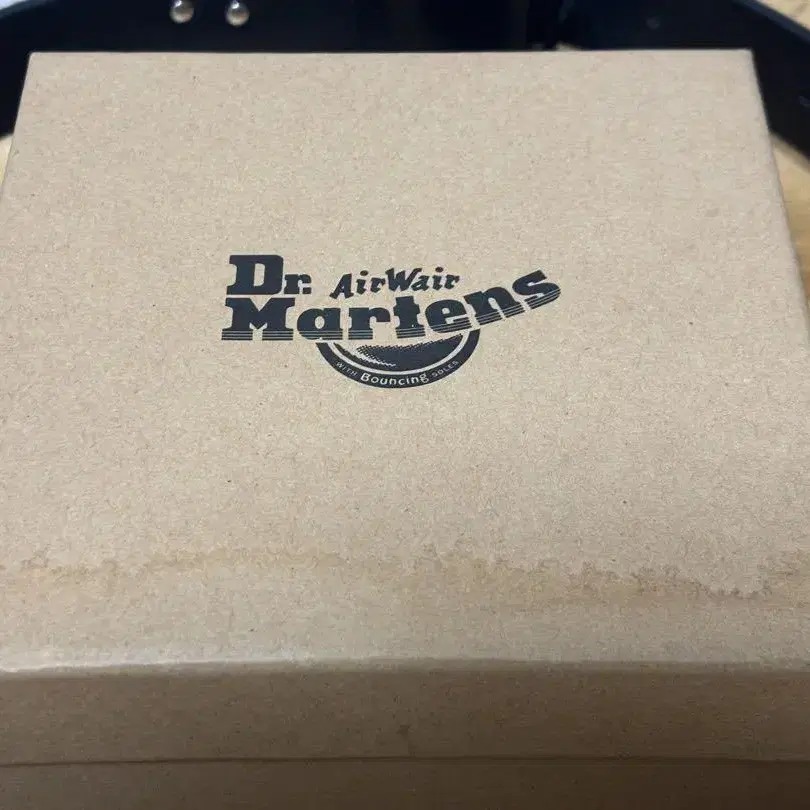 Dr. AirWair
Martens
WITH Bouncing SOLES